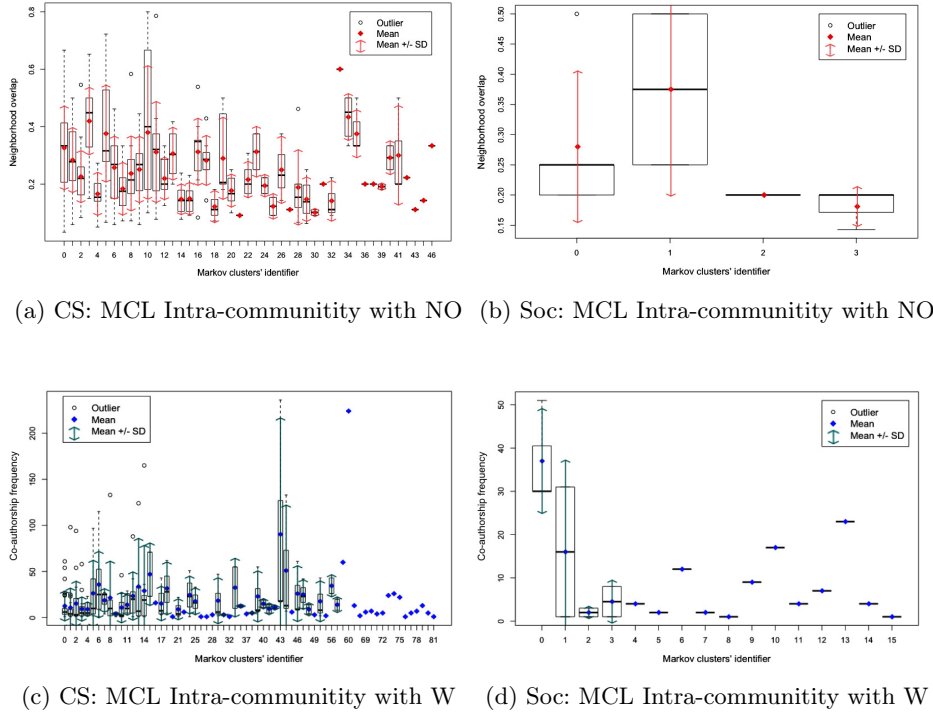 Neighborhood overlap
0.8
0.6
0.4
0.2
Outlier
Mean
Mean +/- SD
0 2 4 6 8 10 12 14 16 18 20 22 24 26 28 30 32 34 36 38 39 41 43 46
Markov clusters' identifier
(a) CS: MCL Intra-communitity with NO
Neighborhood overlap
0.50
0.45
0.40
0.35
0.30
0.25
0.20
0.15
Outlier
Mean
Mean +/- SD
0 1 2 3
Markov clusters' identifier
(b) Soc: MCL Intra-communitity with NO
Co-authorship frequency
200
150
100
50
0
Outlier
Mean
Mean +/- SD
0 2 4 6 8 11 14 17 21 25 28 32 37 40 43 46 49 56 60 68 72 75 78 81
Markov clusters' identifier
(c) CS: MCL Intra-communitity with W
Co-authorship frequency
50
40
30
20
10
0
Outlier
Mean
Mean +/- SD
0 1 2 3 4 5 6 7 8 9 10 11 12 13 14 15
Markov clusters' identifier
(d) Soc: MCL Intra-communitity with W